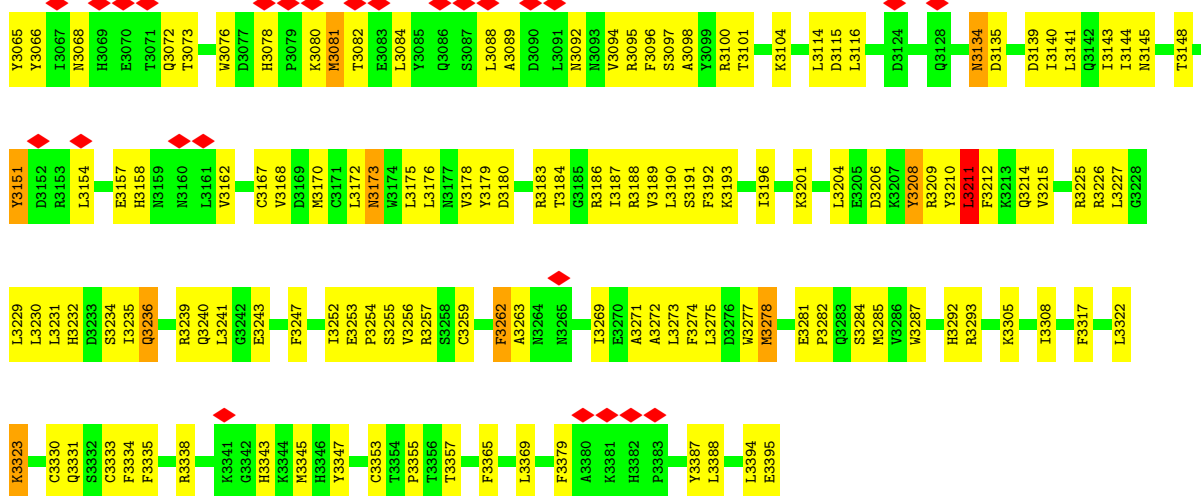 Y3065 Y3066 I3067 N3068 H3069 E3070 T3071 Q3072 T3073 W3076 D3077 H3078 P3079 K3080 M3081 T3082 E3083 L3084 Y3085 Q3086 S3087 L3088 A3089 D3090 L3091 N3092 N3093 V3094 R3095 F3096 S3097 A3098 Y3099 R3100 T3101 K3104 L3114 D3115 L3116 D3124 Q3128 N3134 D3135 D3139 I3140 L3141 Q3142 I3143 I3144 N3145 T3148
Y3151 D3152 R3153 L3154 E3157 H3158 N3159 N3160 L3161 V3162 C3167 V3168 D3169 M3170 C3171 L3172 N3173 W3174 L3175 L3176 N3177 V3178 Y3179 D3180 R3183 T3184 G3185 R3186 I3187 R3188 V3189 L3190 S3191 F3192 K3193 I3196 K3201 L3204 E3205 D3206 K3207 Y3208 R3209 Y3210 L3211 F3212 K3213 Q3214 V3215 R3225 R3226 L3227 G3228
L3229 L3230 L3231 H3232 D3233 S3234 I3235 Q3236 R3239 Q3240 L3241 G3242 E3243 F3247 I3252 E3253 P3254 S3255 V3256 R3257 S3258 C3259 F3262 A3263 N3264 N3265 I3269 E3270 A3271 A3272 L3273 F3274 L3275 D3276 W3277 M3278 E3281 P3282 Q3283 S3284 M3285 V3286 W3287 H3292 R3293 K3305 I3308 F3317 L3322
K3323 C3330 Q3331 S3332 C3333 F3334 F3335 R3338 K3341 G3342 H3343 K3344 M3345 H3346 Y3347 C3353 T3354 P3355 T3356 T3357 F3365 L3369 F3379 A3380 K3381 H3382 P3383 Y3387 L3388 L3394 E3395